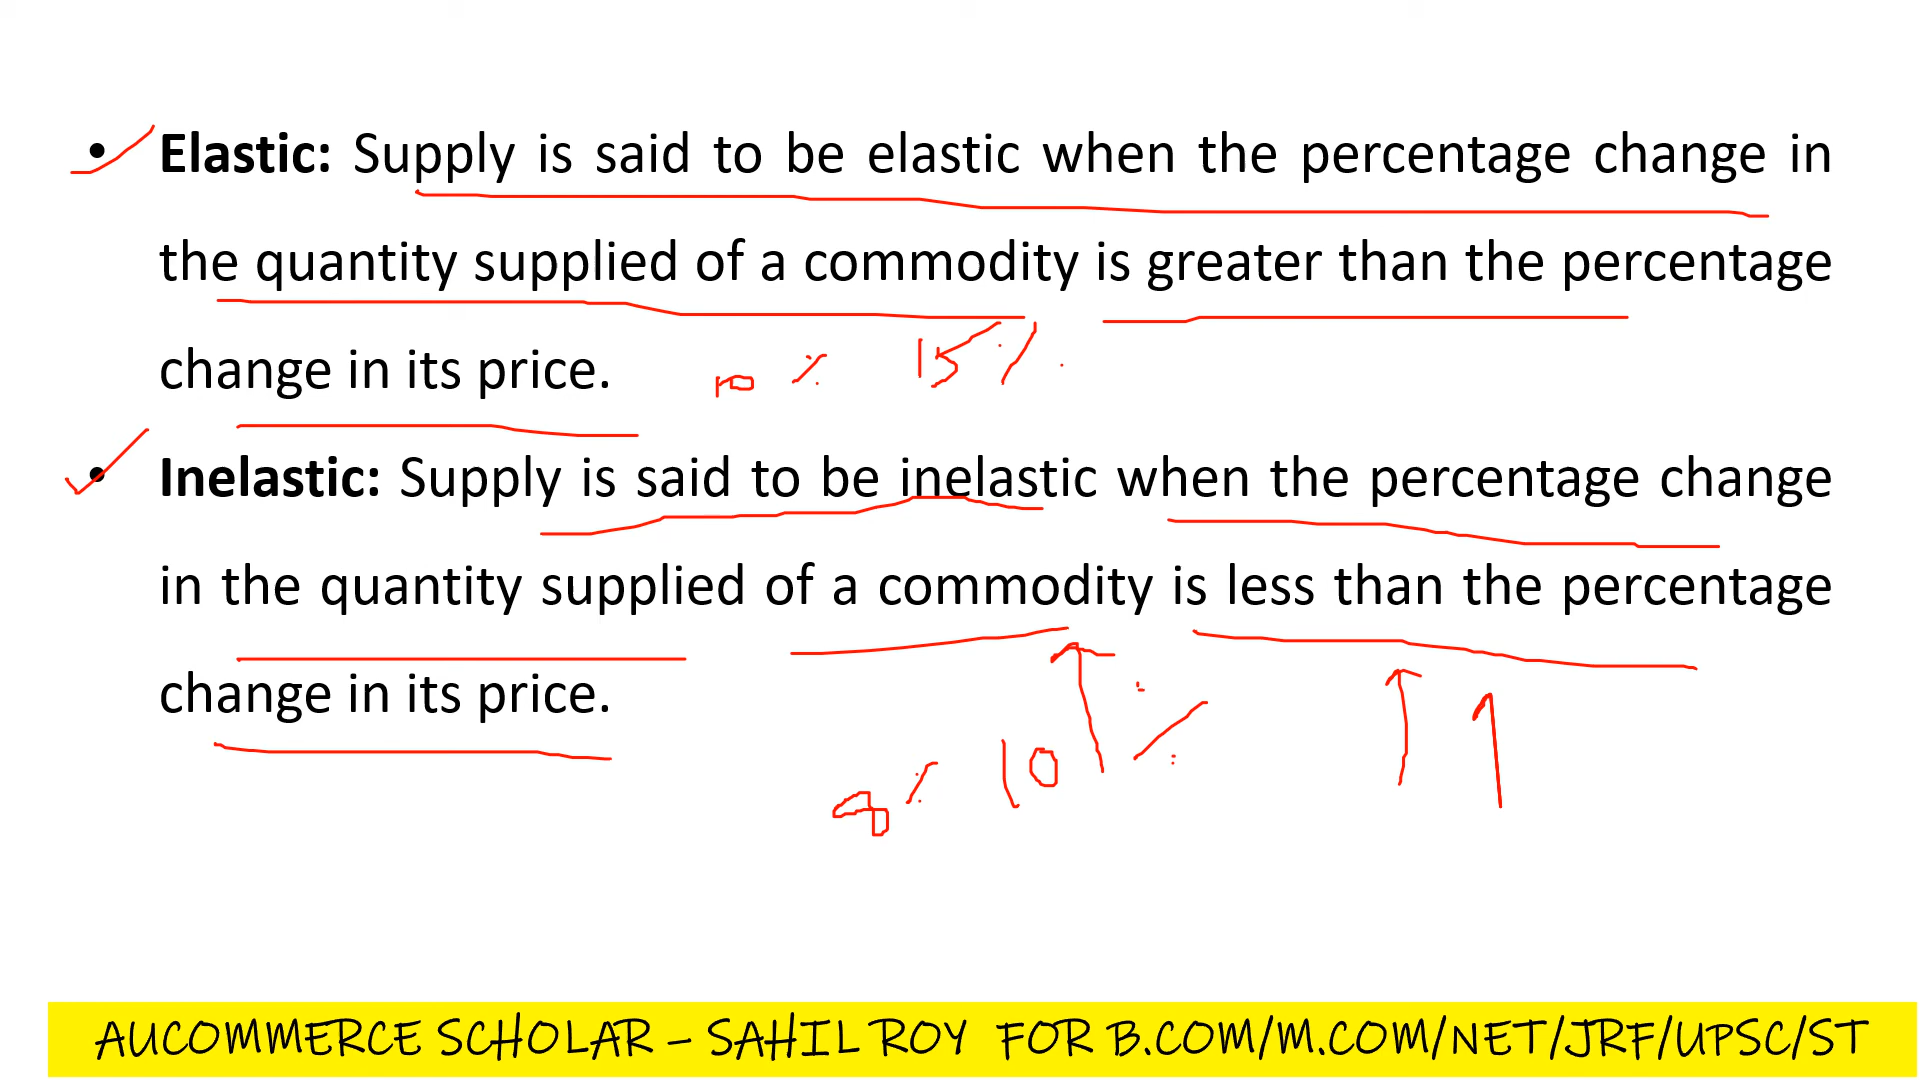 • Elastic: Supply is said to be elastic when the percentage change in
the quantity supplied of a commodity is greater than the percentage
change in its price. 10 % 15 %
• Inelastic: Supply is said to be inelastic when the percentage change
in the quantity supplied of a commodity is less than the percentage
change in its price.
8 % 10 %
AUCOMMERCE SCHOLAR – SAHIL ROY FOR B.COM/M.COM/NET/JRF/UPSC/ST